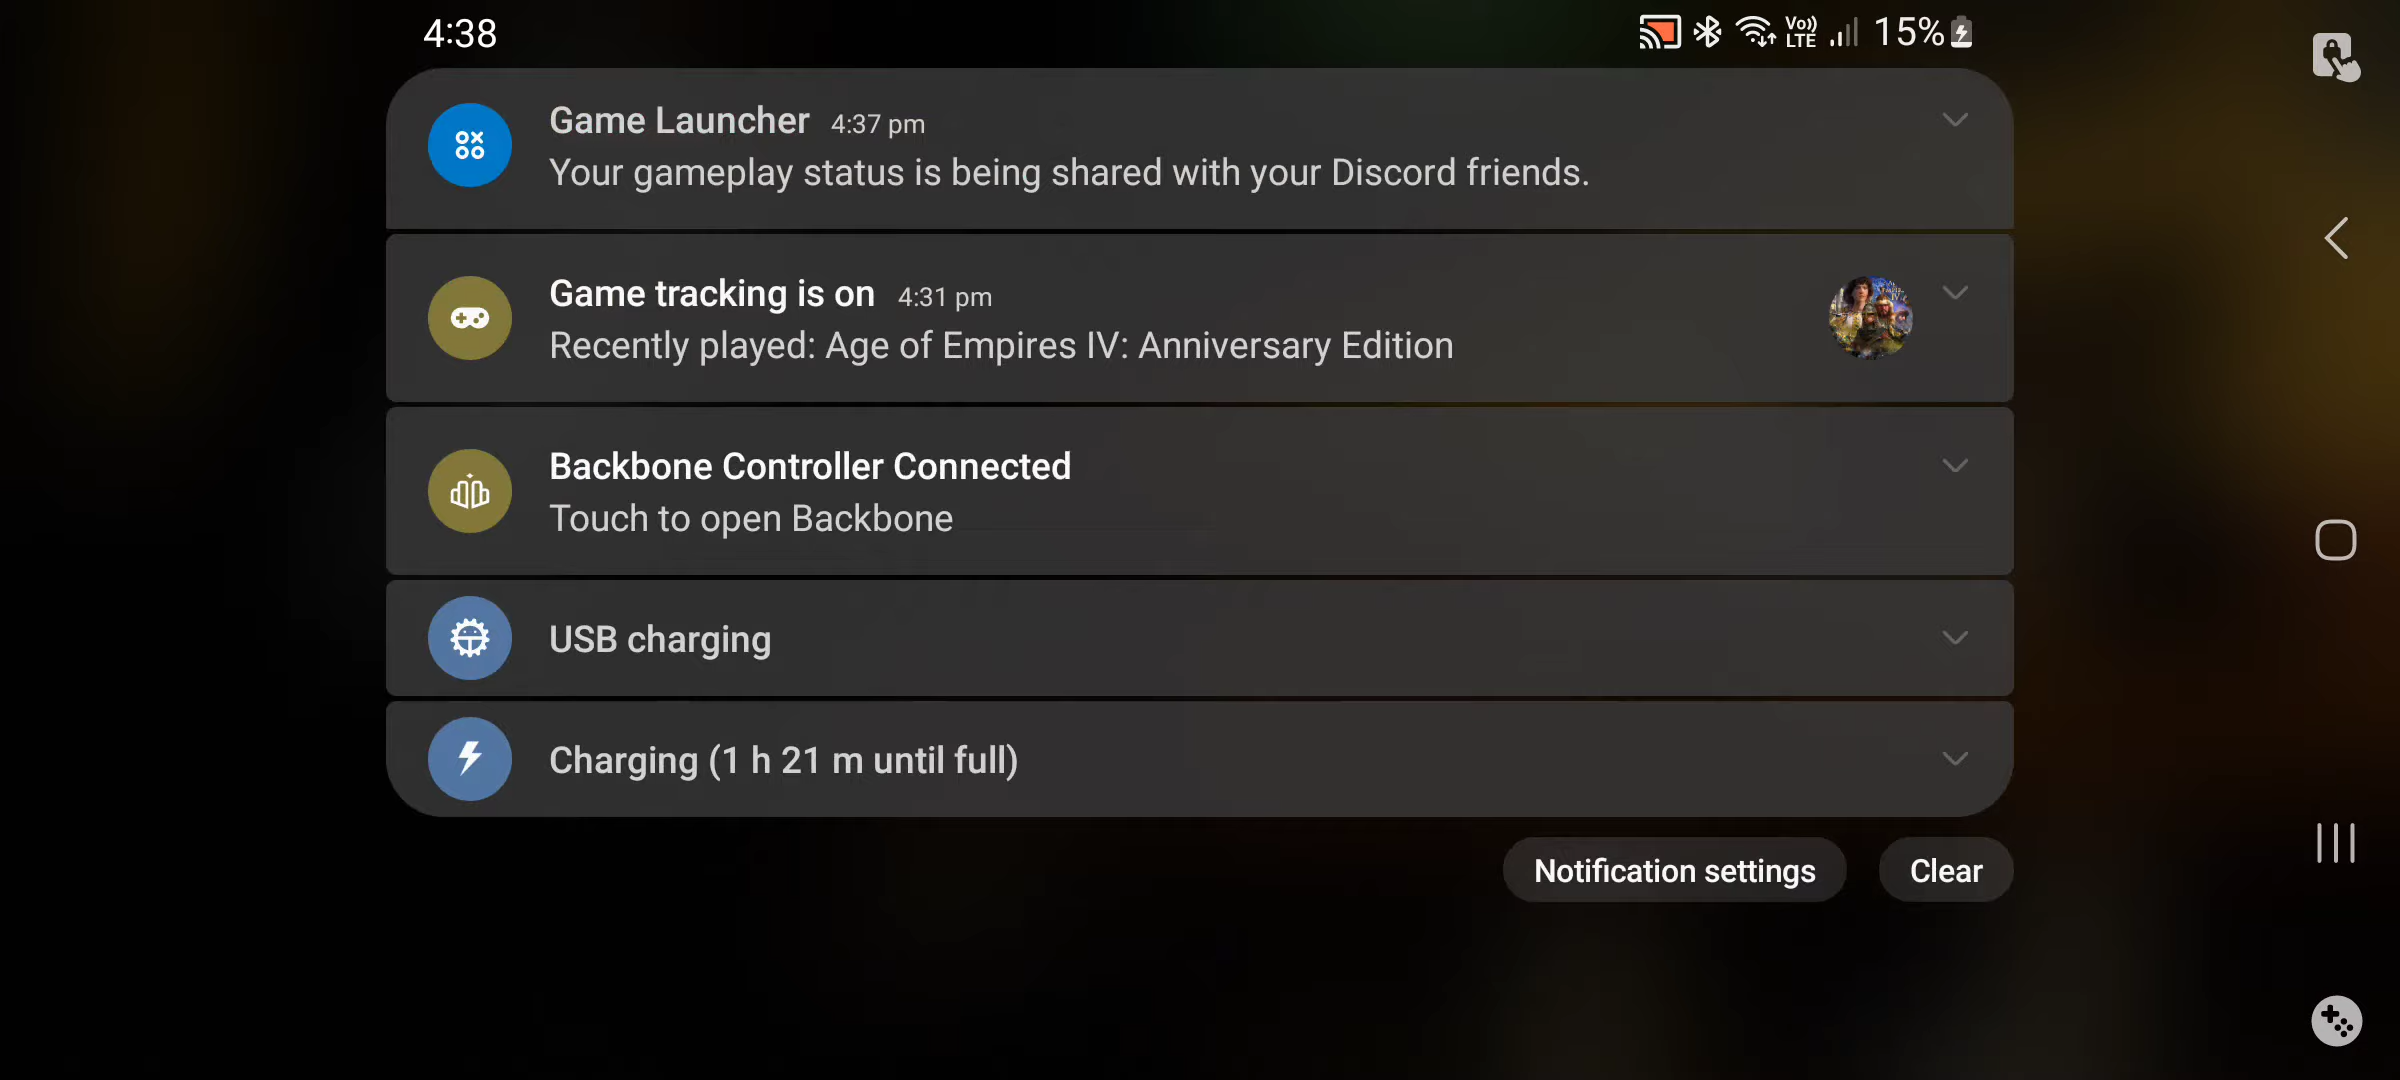 4:38
Vo)) LTE 15%
Game Launcher 4:37 pm
Your gameplay status is being shared with your Discord friends.
Game tracking is on 4:31 pm
Recently played: Age of Empires IV: Anniversary Edition
Backbone Controller Connected
Touch to open Backbone
USB charging
Charging (1 h 21 m until full)
Notification settings Clear